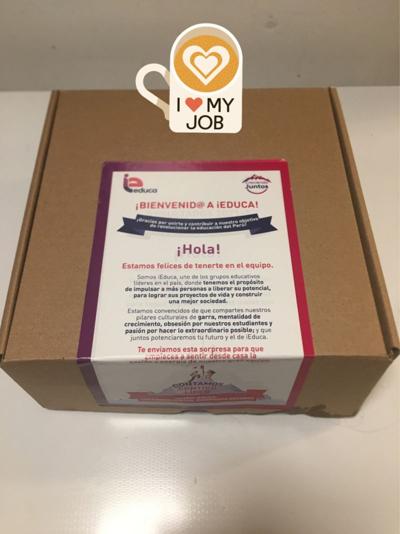 I ❤ MY
JOB
ieduca
Juntos
¡BIENVENID@ A iEDUCA!
¡Gracias por unirte y contribuir a nuestro objetivo
de revolucionar la educación del Perú!
¡Hola!
Estamos felices de tenerte en el equipo.
Somos iEduca, uno de los grupos educativos
líderes en el país, donde tenemos el propósito
de impulsar a más personas a liberar su potencial,
para lograr sus proyectos de vida y construir
una mejor sociedad.
Estamos convencidos de que compartes nuestros
pilares culturales de garra, mentalidad de
crecimiento, obsesión por nuestros estudiantes y
pasión por hacer lo extraordinario posible; y que
juntos potenciaremos tu futuro y el de iEduca.
Te enviamos esta sorpresa para que
empieces a sentir desde casa la
CONTAMOS
CONTIGO